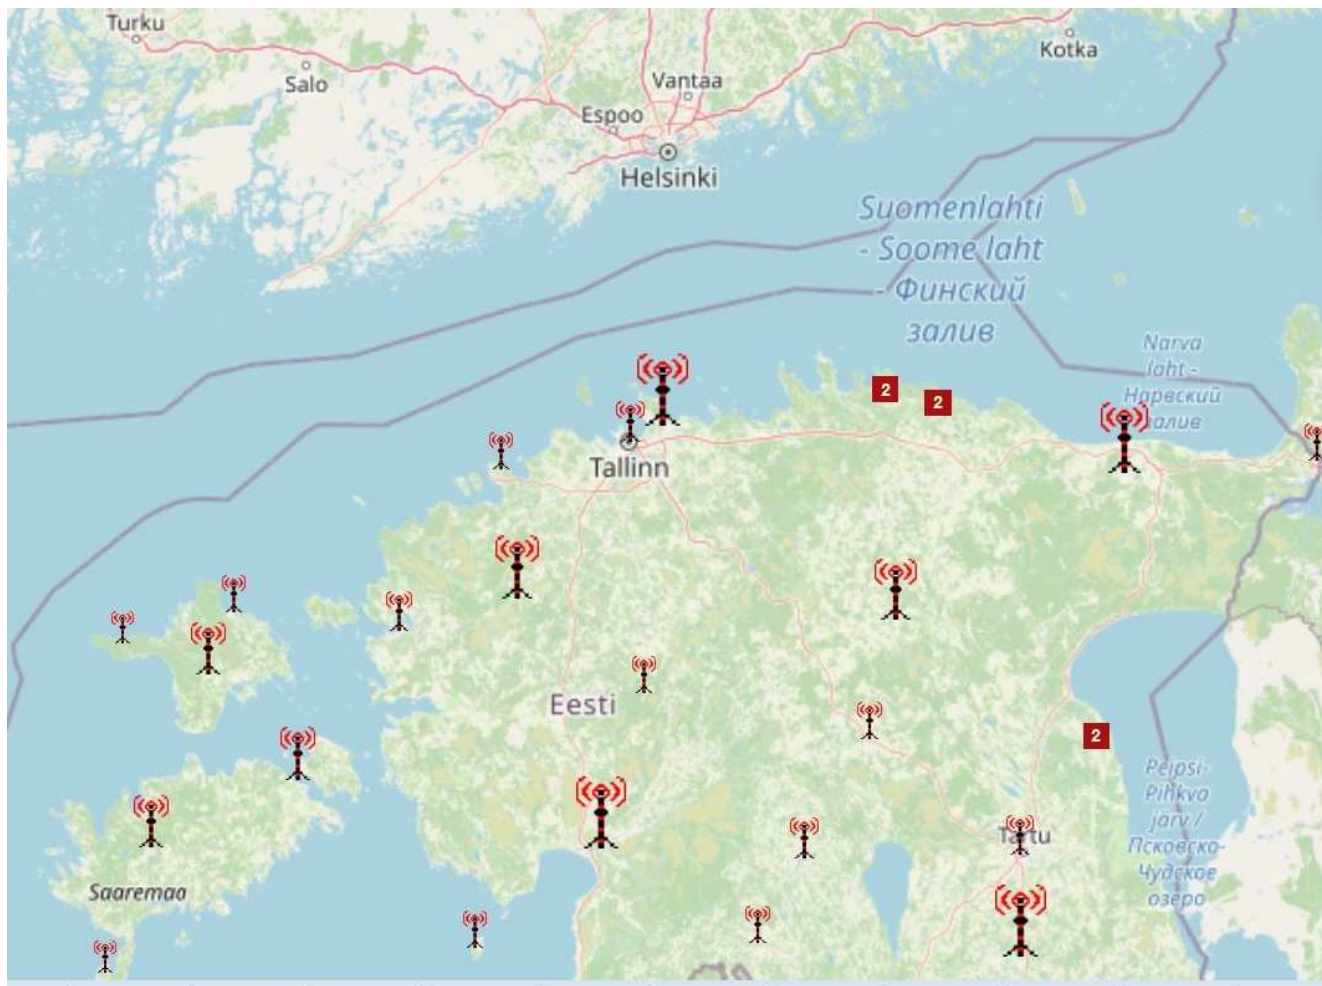 Turku
Salo
Kotka
Vantaa
Espoo
Helsinki
Suomenlahti
- Soome laht
- Финский
залив
Narva
laht -
Нарвский
залив
2
2
Tallinn
Eesti
2
Peipsi-
Pihkva
järv /
Псковско-
Чудское
озеро
Tartu
Saaremaa